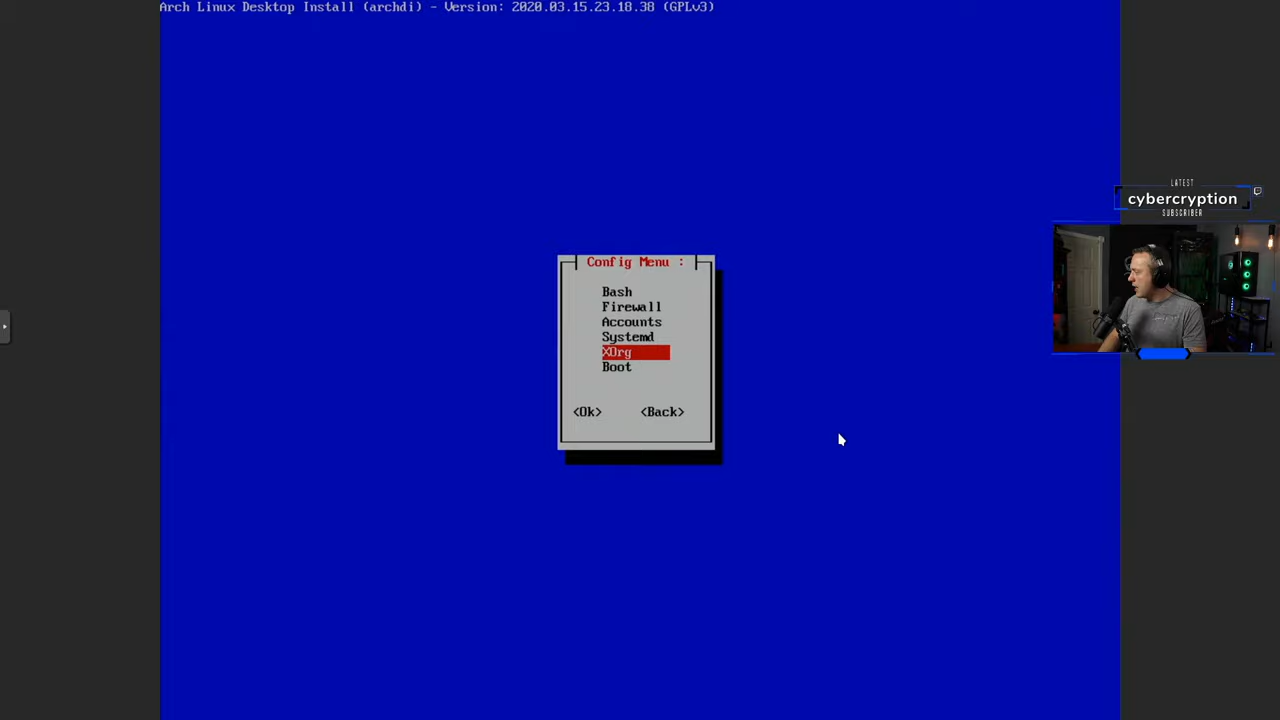 Arch Linux Desktop Install (archdi) - Version: 2020.03.15.23.18.38 (GPLv3)
LATEST
cybercryption
SUBSCRIBER
Config Menu :
Bash
Firewall
Accounts
Systemd
XOrg
Boot
<Ok> <Back>